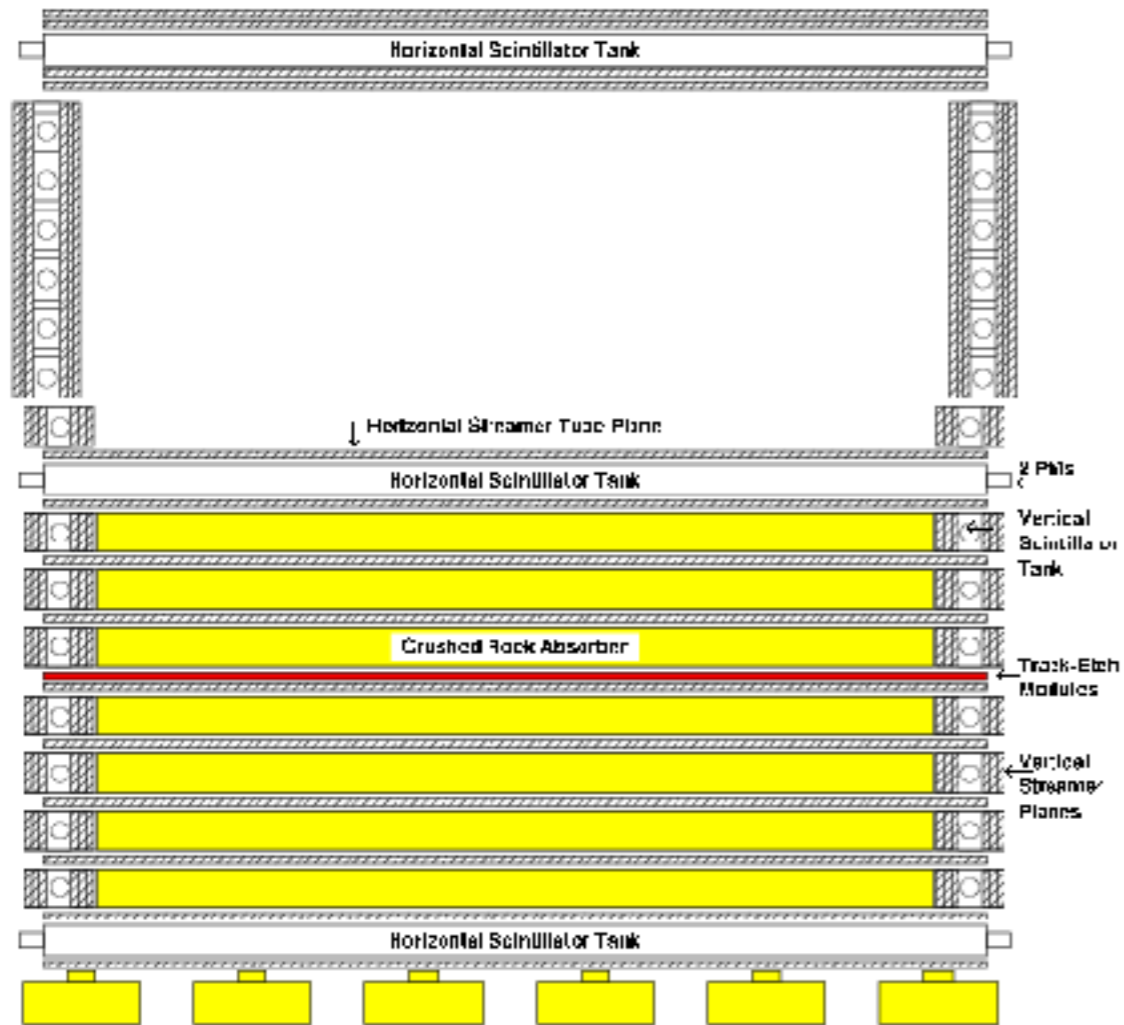 Horizontal Scintillator Tank
Horizontal Streamer Tube Plane
Horizontal Scintillator Tank
2 PMs
Vertical
Scintillator
Tank
Crushed Rock Absorber
Track-Etch
Modules
Vertical
Streamer
Planes
Horizontal Scintillator Tank